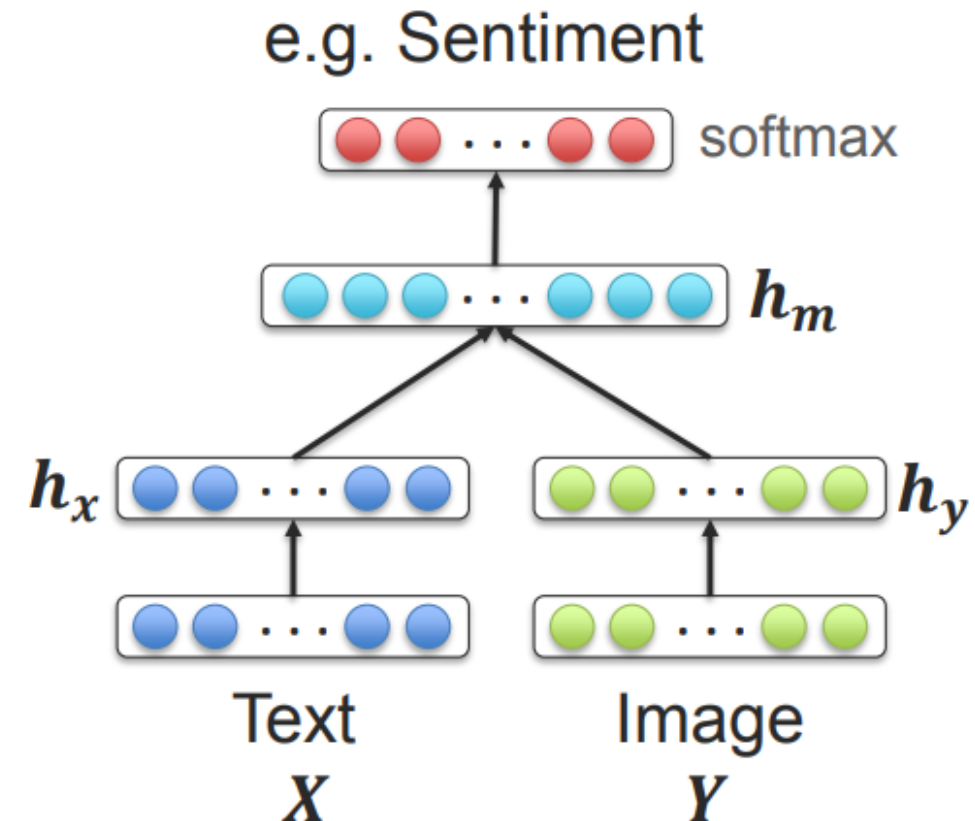 e.g. Sentiment
softmax
h_m
h_x
h_y
Text
Image
X
Y